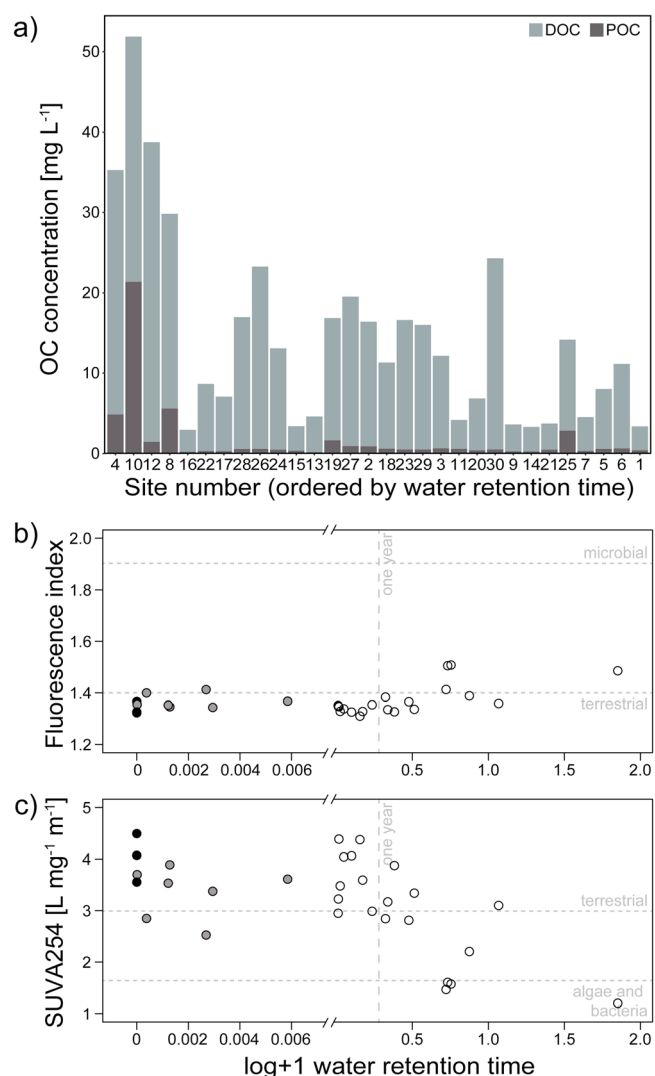 a)
DOC POC
OC concentration [mg L-1]
50
40
30
20
10
0
4 10 12 8 16 22 17 28 26 24 15 13 19 27 2 18 23 29 3 11 20 30 9 14 21 25 7 5 6 1
Site number (ordered by water retention time)
b)
Fluorescence index
2.0
1.8
1.6
1.4
1.2
one year
microbial
terrestrial
0 0.002 0.004 0.006 0.5 1.0 1.5 2.0
c)
SUVA254 [L mg-1 m-1]
5
4
3
2
1
one year
terrestrial
algae and
bacteria
0 0.002 0.004 0.006 0.5 1.0 1.5 2.0
log+1 water retention time